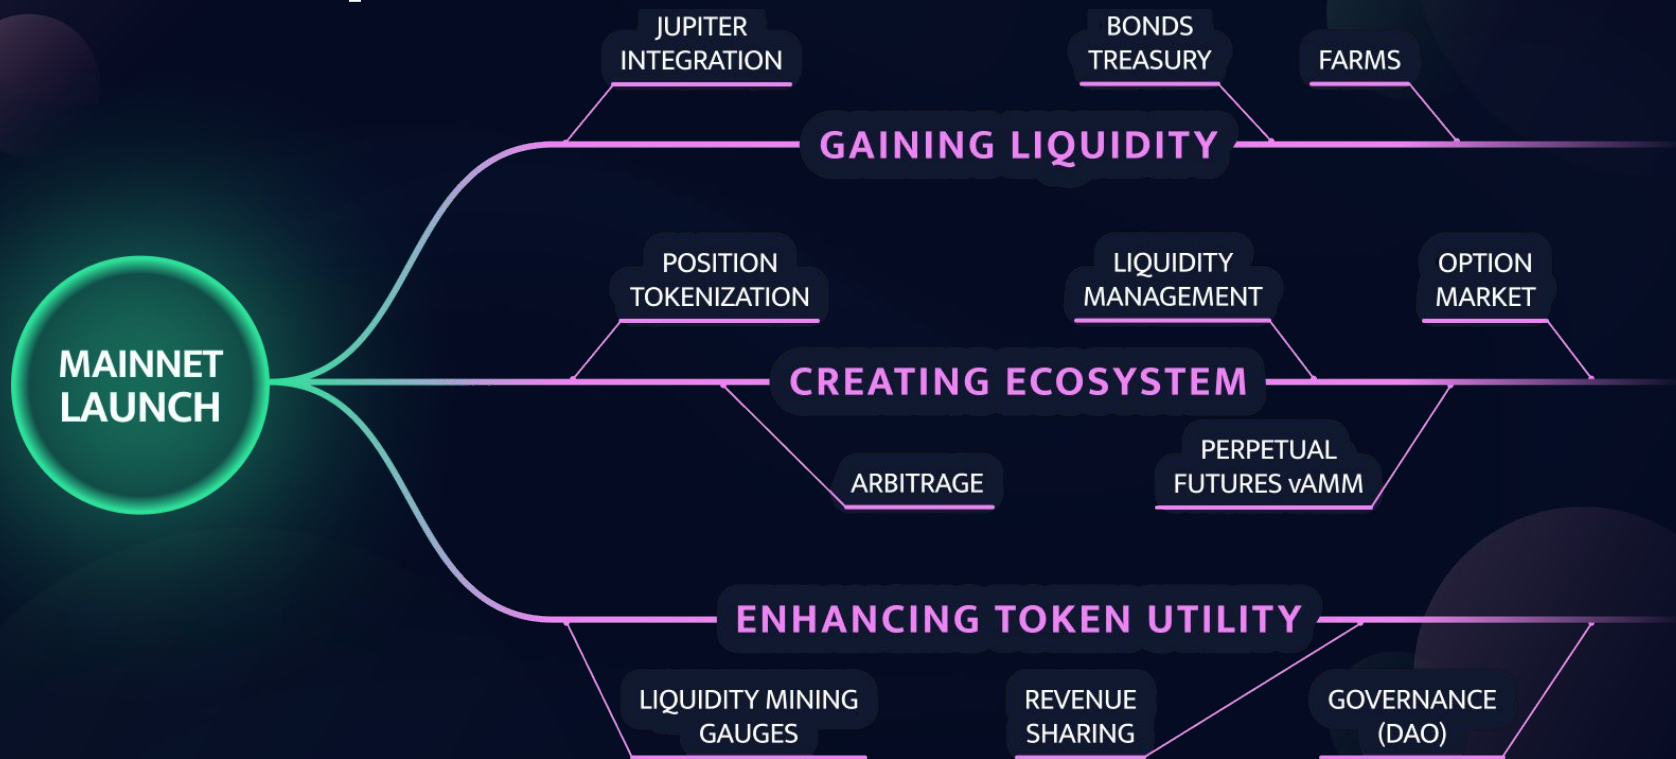 JUPITER
INTEGRATION
BONDS
TREASURY
FARMS
GAINING LIQUIDITY
POSITION
TOKENIZATION
LIQUIDITY
MANAGEMENT
OPTION
MARKET
MAINNET
LAUNCH
CREATING ECOSYSTEM
ARBITRAGE
PERPETUAL
FUTURES vAMM
ENHANCING TOKEN UTILITY
LIQUIDITY MINING
GAUGES
REVENUE
SHARING
GOVERNANCE
(DAO)